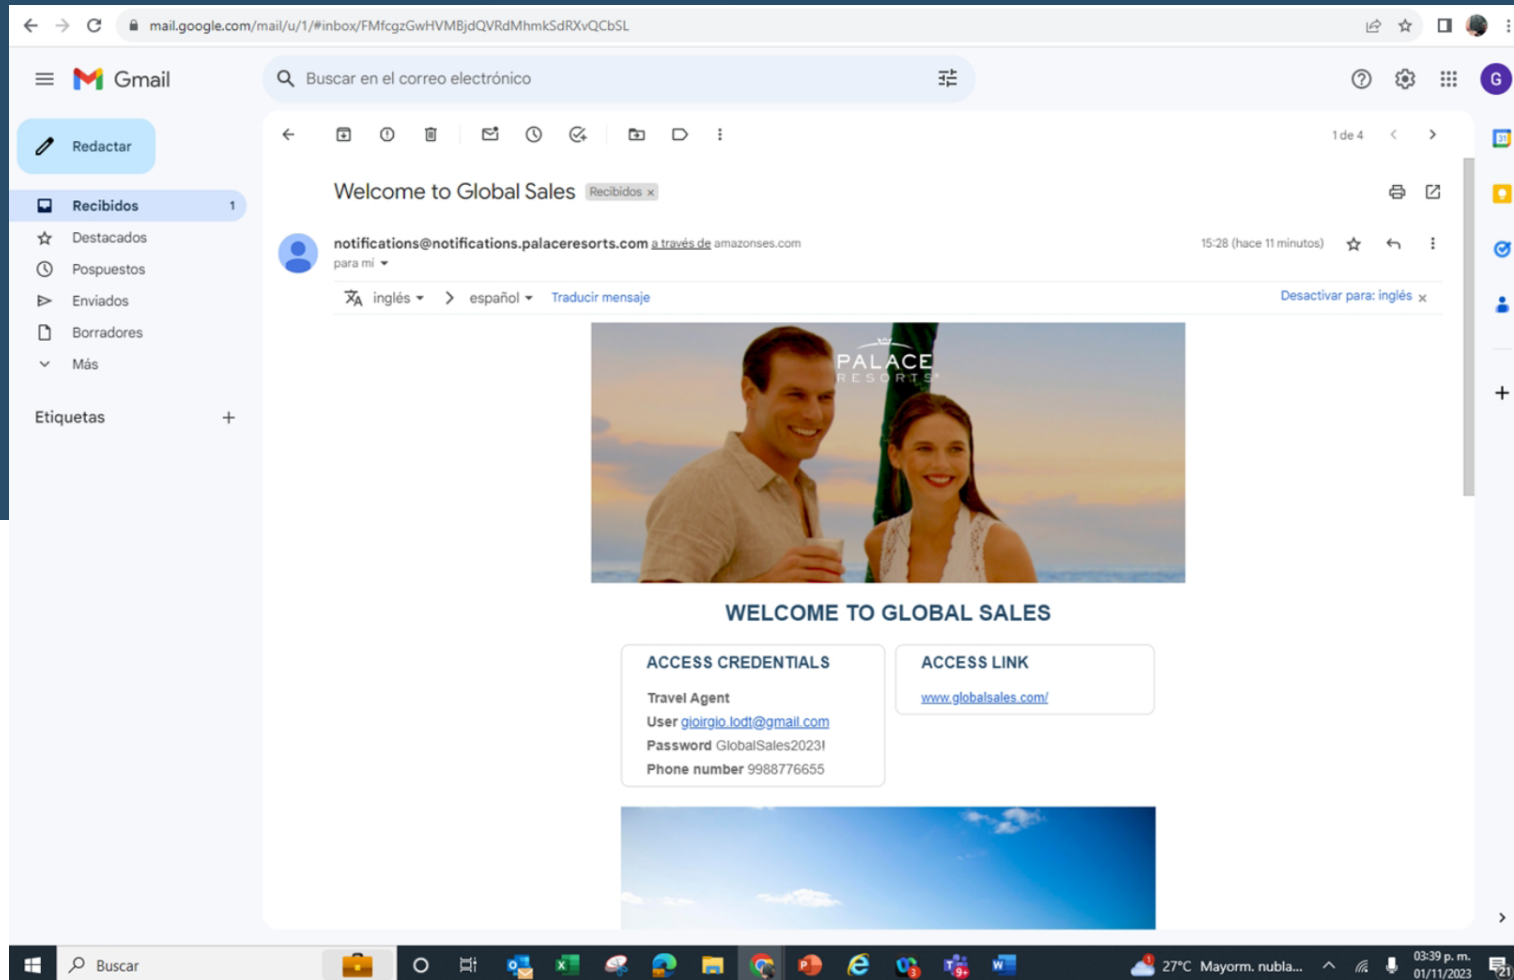 mail.google.com/mail/u/1/#inbox/FMfcgzGwHVMBjdQVRdMhmkSdRXvQCbSL
Gmail
Buscar en el correo electrónico
G
Redactar
1 de 4
31
Welcome to Global Sales Recibidos x
Recibidos 1
Destacados
notifications@notifications.palaceresorts.com a través de amazonses.com 15:28 (hace 11 minutos)
para mí
Pospuestos
Enviados
inglés > español Traducir mensaje Desactivar para: inglés x
Borradores
Más
Etiquetas +
PALACE
RESORTS
WELCOME TO GLOBAL SALES
ACCESS CREDENTIALS
Travel Agent
User gioirgio.lodt@gmail.com
Password GlobalSales2023!
Phone number 9988776655
ACCESS LINK
www.globalsales.com/
Buscar
27°C Mayorm. nubla...
03:39 p. m.
01/11/2023
21